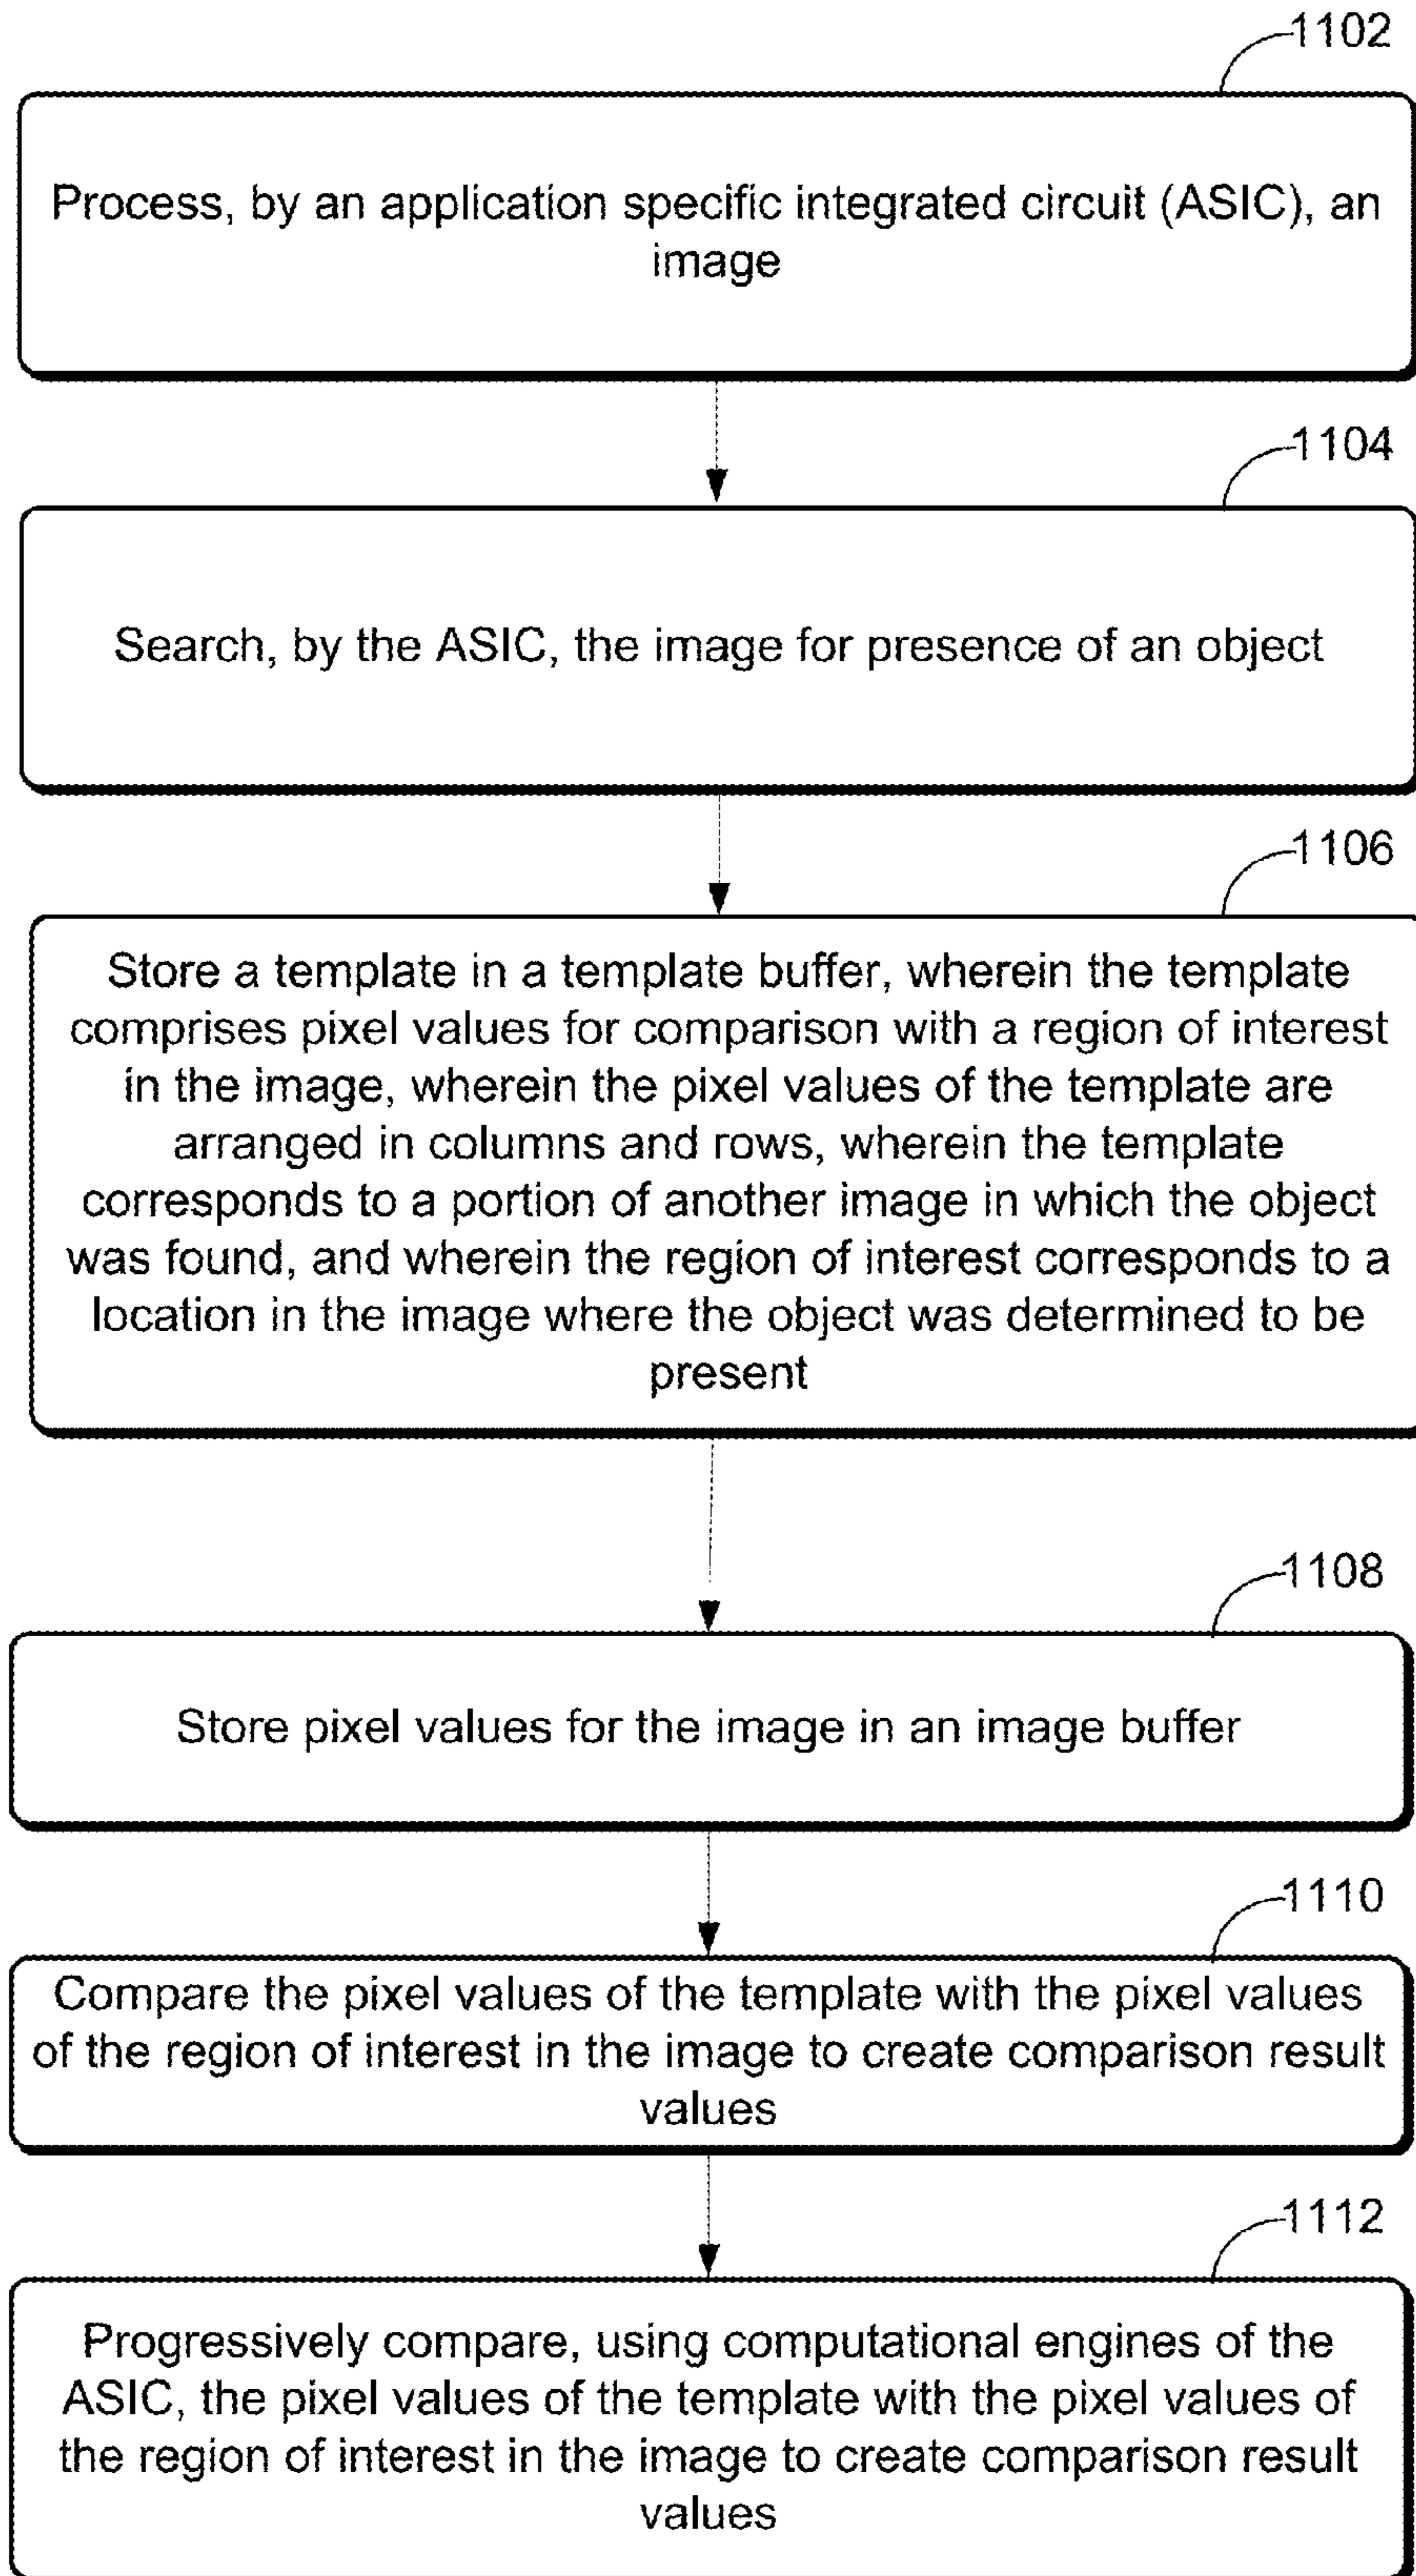 1102
Process, by an application specific integrated circuit (ASIC), an
image
1104
Search, by the ASIC, the image for presence of an object
1106
Store a template in a template buffer, wherein the template
comprises pixel values for comparison with a region of interest
in the image, wherein the pixel values of the template are
arranged in columns and rows, wherein the template
corresponds to a portion of another image in which the object
was found, and wherein the region of interest corresponds to a
location in the image where the object was determined to be
present
1108
Store pixel values for the image in an image buffer
1110
Compare the pixel values of the template with the pixel values
of the region of interest in the image to create comparison result
values
1112
Progressively compare, using computational engines of the
ASIC, the pixel values of the template with the pixel values of
the region of interest in the image to create comparison result
values